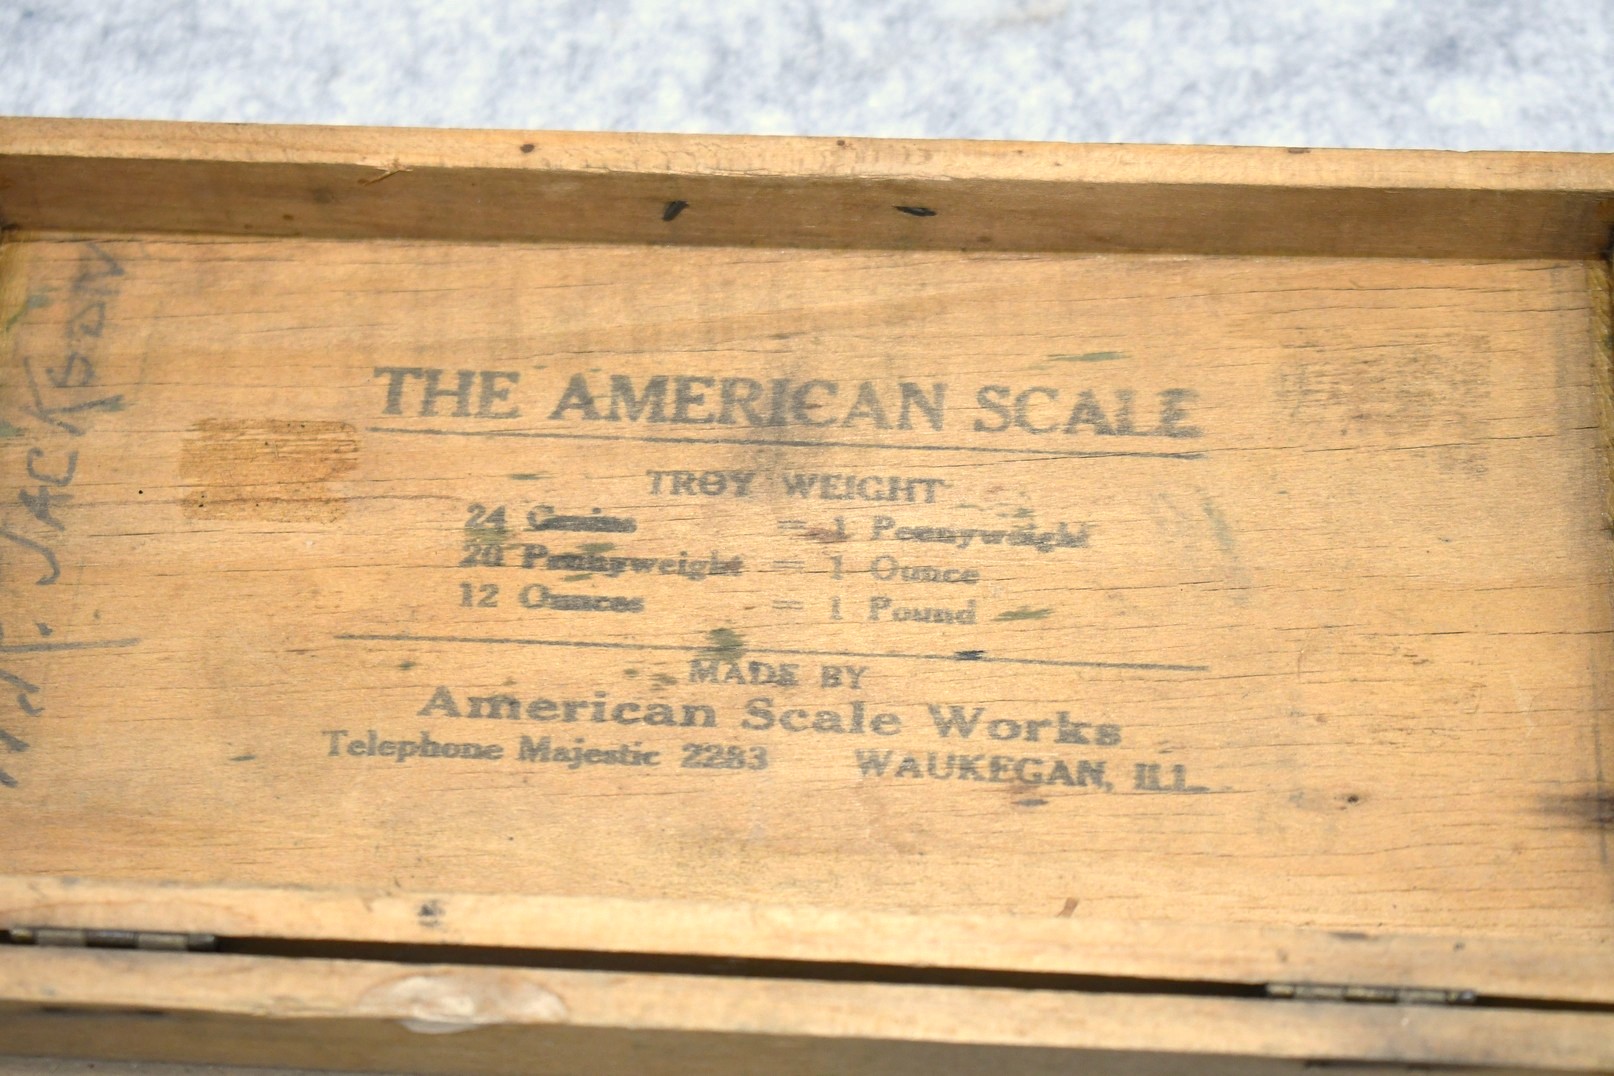 THE AMERICAN SCALE
TROY WEIGHT
24 Grains = 1 Pennyweight
20 Pennyweight = 1 Ounce
12 Ounces = 1 Pound
MADE BY
American Scale Works
Telephone Majestic 2283 WAUKEGAN, ILL.
JACKSON